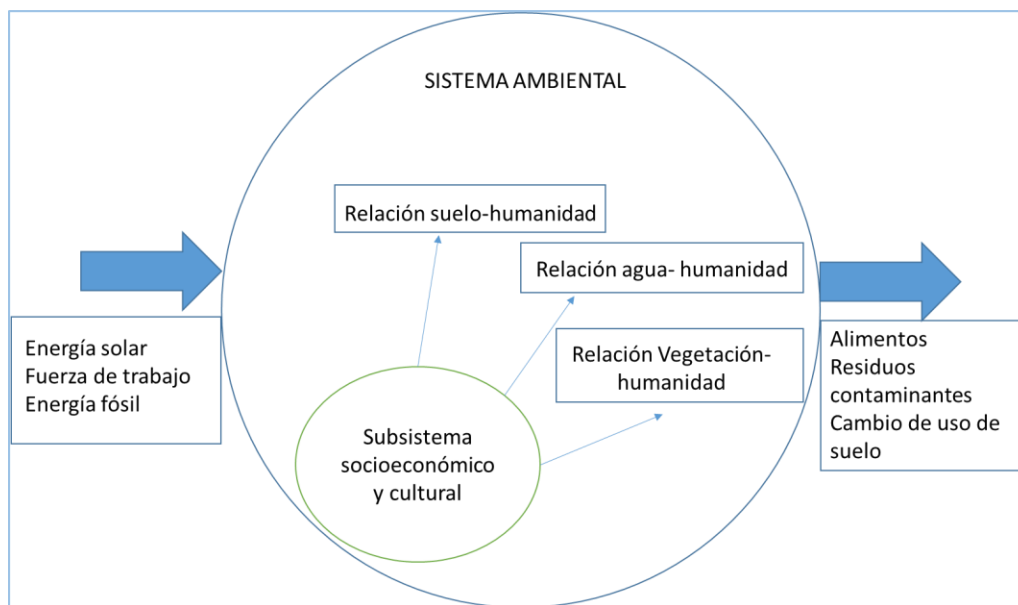 SISTEMA AMBIENTAL
Relación suelo-humanidad
Relación agua- humanidad
Relación Vegetación-
humanidad
Energía solar
Fuerza de trabajo
Energía fósil
Subsistema
socioeconómico
y cultural
Alimentos
Residuos
contaminantes
Cambio de uso de
suelo